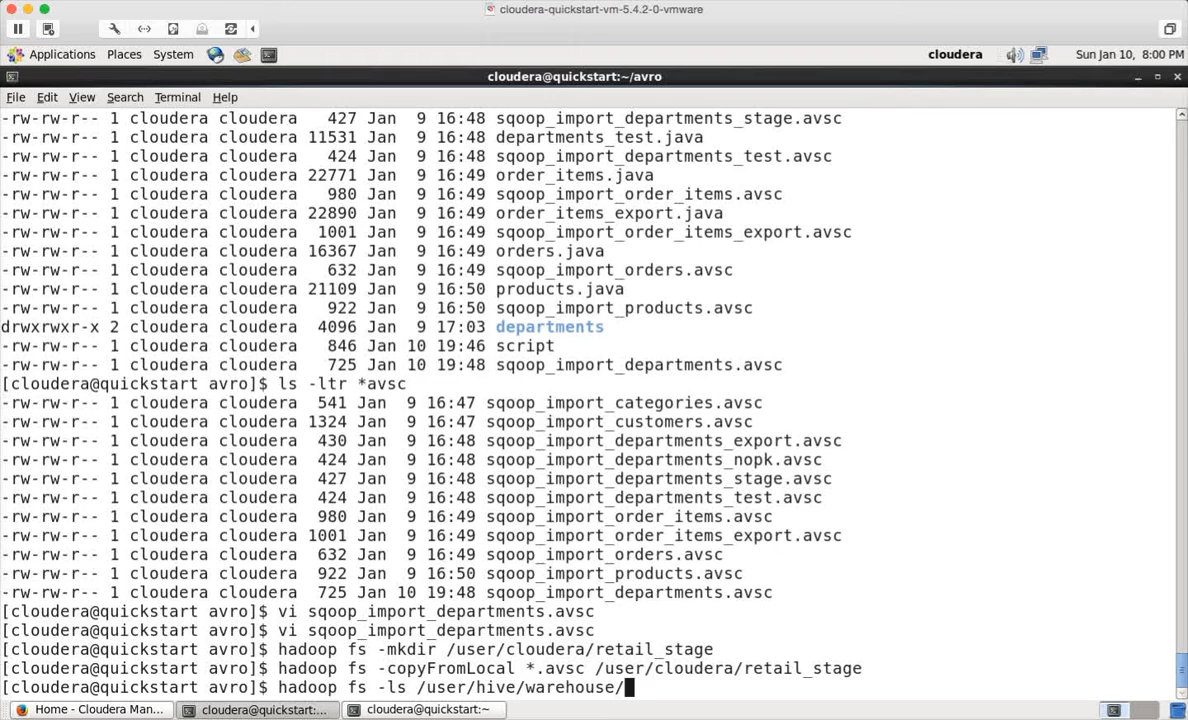 cloudera-quickstart-vm-5.4.2-0-vmware
Applications Places System cloudera Sun Jan 10, 8:00 PM
cloudera@quickstart:~/avro
File Edit View Search Terminal Help
-rw-rw-r-- 1 cloudera cloudera 427 Jan 9 16:48 sqoop_import_departments_stage.avsc
-rw-rw-r-- 1 cloudera cloudera 11531 Jan 9 16:48 departments_test.java
-rw-rw-r-- 1 cloudera cloudera 424 Jan 9 16:48 sqoop_import_departments_test.avsc
-rw-rw-r-- 1 cloudera cloudera 22771 Jan 9 16:49 order_items.java
-rw-rw-r-- 1 cloudera cloudera 980 Jan 9 16:49 sqoop_import_order_items.avsc
-rw-rw-r-- 1 cloudera cloudera 22890 Jan 9 16:49 order_items_export.java
-rw-rw-r-- 1 cloudera cloudera 1001 Jan 9 16:49 sqoop_import_order_items_export.avsc
-rw-rw-r-- 1 cloudera cloudera 16367 Jan 9 16:49 orders.java
-rw-rw-r-- 1 cloudera cloudera 632 Jan 9 16:49 sqoop_import_orders.avsc
-rw-rw-r-- 1 cloudera cloudera 21109 Jan 9 16:50 products.java
-rw-rw-r-- 1 cloudera cloudera 922 Jan 9 16:50 sqoop_import_products.avsc
drwxrwxr-x 2 cloudera cloudera 4096 Jan 9 17:03 departments
-rw-rw-r-- 1 cloudera cloudera 846 Jan 10 19:46 script
-rw-rw-r-- 1 cloudera cloudera 725 Jan 10 19:48 sqoop_import_departments.avsc
[cloudera@quickstart avro]$ ls -ltr *avsc
-rw-rw-r-- 1 cloudera cloudera 541 Jan 9 16:47 sqoop_import_categories.avsc
-rw-rw-r-- 1 cloudera cloudera 1324 Jan 9 16:47 sqoop_import_customers.avsc
-rw-rw-r-- 1 cloudera cloudera 430 Jan 9 16:48 sqoop_import_departments_export.avsc
-rw-rw-r-- 1 cloudera cloudera 424 Jan 9 16:48 sqoop_import_departments_nopk.avsc
-rw-rw-r-- 1 cloudera cloudera 427 Jan 9 16:48 sqoop_import_departments_stage.avsc
-rw-rw-r-- 1 cloudera cloudera 424 Jan 9 16:48 sqoop_import_departments_test.avsc
-rw-rw-r-- 1 cloudera cloudera 980 Jan 9 16:49 sqoop_import_order_items.avsc
-rw-rw-r-- 1 cloudera cloudera 1001 Jan 9 16:49 sqoop_import_order_items_export.avsc
-rw-rw-r-- 1 cloudera cloudera 632 Jan 9 16:49 sqoop_import_orders.avsc
-rw-rw-r-- 1 cloudera cloudera 922 Jan 9 16:50 sqoop_import_products.avsc
-rw-rw-r-- 1 cloudera cloudera 725 Jan 10 19:48 sqoop_import_departments.avsc
[cloudera@quickstart avro]$ vi sqoop_import_departments.avsc
[cloudera@quickstart avro]$ vi sqoop_import_departments.avsc
[cloudera@quickstart avro]$ hadoop fs -mkdir /user/cloudera/retail_stage
[cloudera@quickstart avro]$ hadoop fs -copyFromLocal *.avsc /user/cloudera/retail_stage
[cloudera@quickstart avro]$ hadoop fs -ls /user/hive/warehouse/
Home - Cloudera Man... cloudera@quickstart:... cloudera@quickstart:~